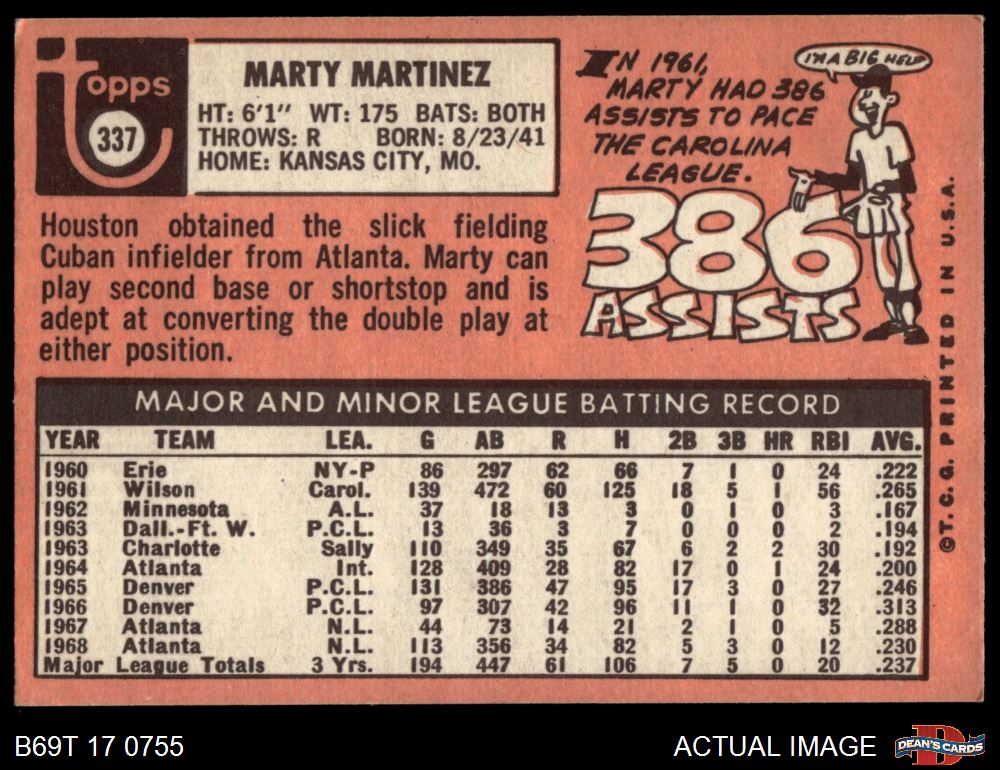 Topps
337
MARTY MARTINEZ
HT: 6'1" WT: 175 BATS: BOTH
THROWS: R BORN: 8/23/41
HOME: KANSAS CITY, MO.
Houston obtained the slick fielding
Cuban infielder from Atlanta. Marty can
play second base or shortstop and is
adept at converting the double play at
either position.
IN 1961,
MARTY HAD 386
ASSISTS TO PACE
THE CAROLINA
LEAGUE.
I'M A BIG HELP
386
ASSISTS
MAJOR AND MINOR LEAGUE BATTING RECORD
YEAR TEAM LEA. G AB R H 2B 3B HR RBI AVG.
1960 Erie NY-P 86 297 62 66 7 1 0 24 .222
1961 Wilson Carol. 139 472 60 125 18 5 1 56 .265
1962 Minnesota A.L. 37 18 13 3 0 1 0 3 .167
1963 Dall.-Ft. W. P.C.L. 13 36 3 7 0 0 0 2 .194
1963 Charlotte Sally 110 349 35 67 6 2 2 30 .192
1964 Atlanta Int. 128 409 28 82 17 0 1 24 .200
1965 Denver P.C.L. 131 386 47 95 17 3 0 27 .246
1966 Denver P.C.L. 97 307 42 96 11 1 0 32 .313
1967 Atlanta N.L. 44 73 14 21 2 1 0 5 .288
1968 Atlanta N.L. 113 356 34 82 5 3 0 12 .230
Major League Totals 3 Yrs. 194 447 61 106 7 5 0 20 .237
©T.C.G. PRINTED IN U.S.A.
B69T 17 0755
ACTUAL IMAGE
D
DEAN'S CARDS